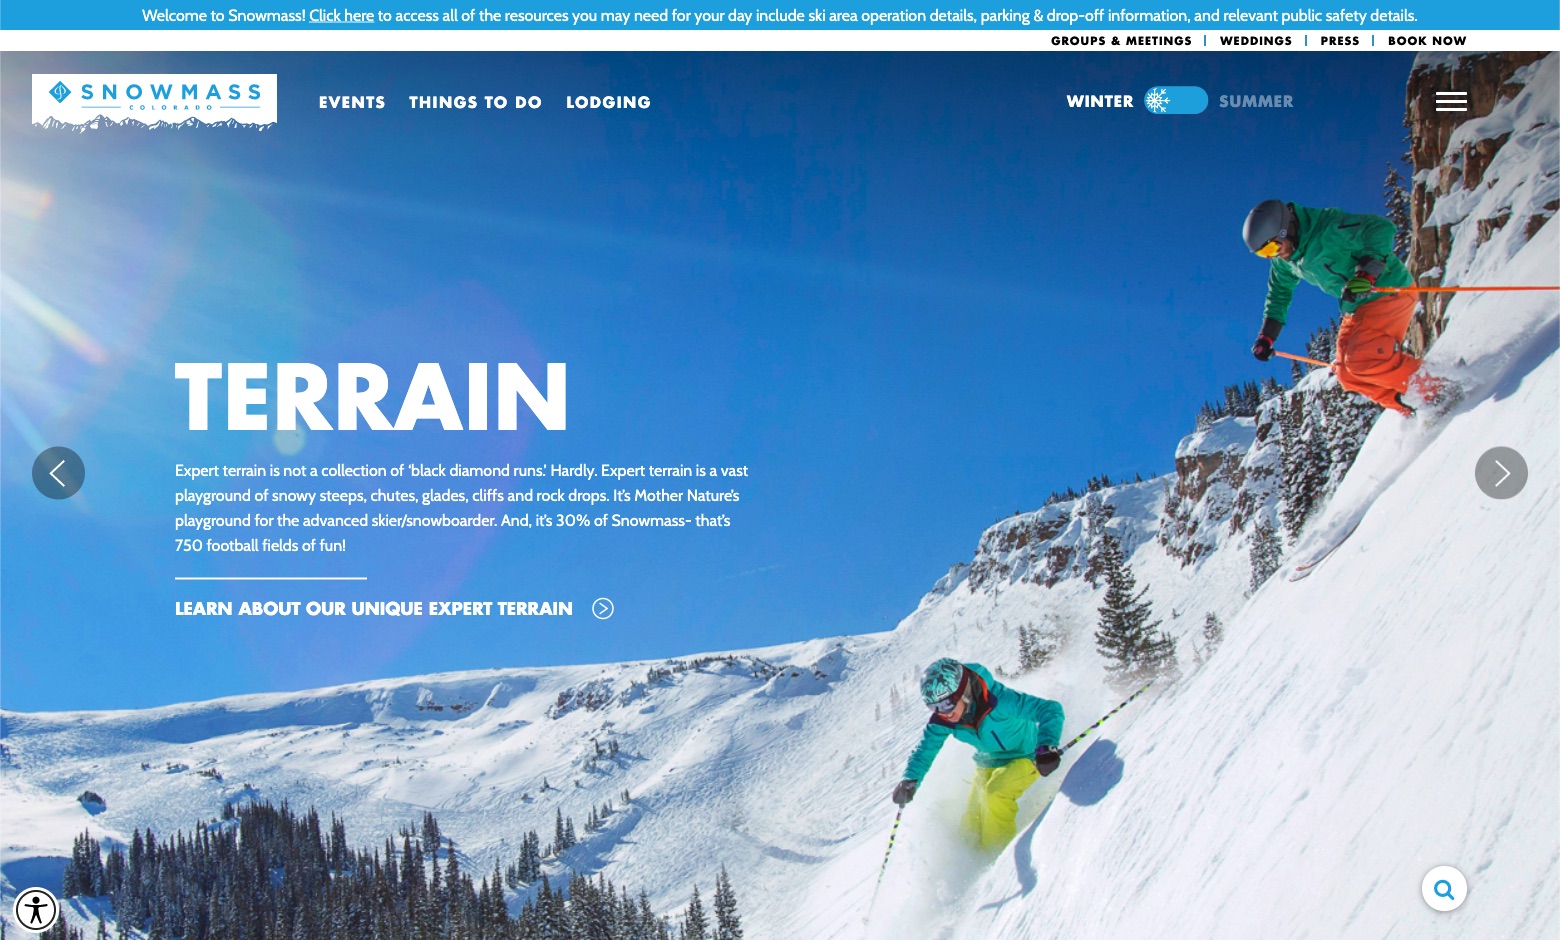 Welcome to Snowmass! Click here to access all of the resources you may need for your day include ski area operation details, parking & drop-off information, and relevant public safety details.
GROUPS & MEETINGS | WEDDINGS | PRESS | BOOK NOW
SNOWMASS
COLORADO
EVENTS THINGS TO DO LODGING
WINTER SUMMER
TERRAIN
Expert terrain is not a collection of ‘black diamond runs.’ Hardly. Expert terrain is a vast
playground of snowy steeps, chutes, glades, cliffs and rock drops. It’s Mother Nature’s
playground for the advanced skier/snowboarder. And, it’s 30% of Snowmass- that’s
750 football fields of fun!
LEARN ABOUT OUR UNIQUE EXPERT TERRAIN